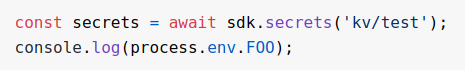 const secrets = await sdk.secrets('kv/test');
console.log(process.env.FOO);